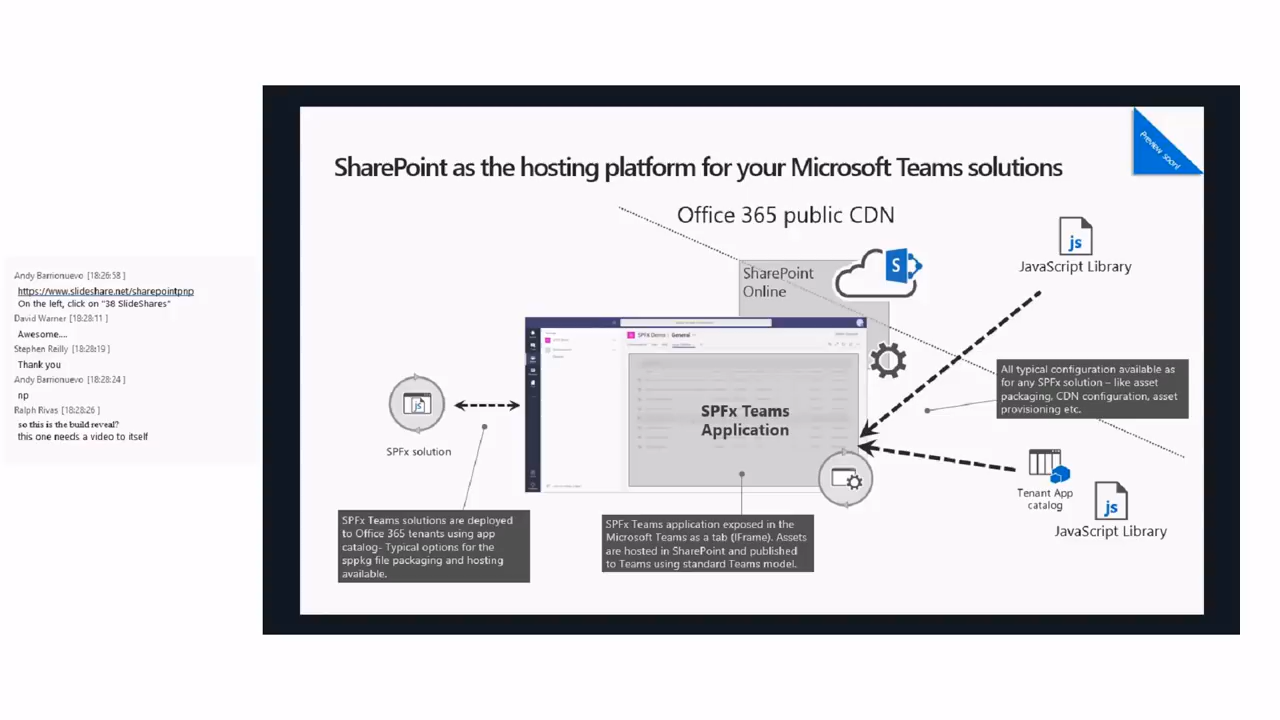 Andy Barrionuevo [18:26:58 ]
https://www.slideshare.net/sharepointpnp
On the left, click on "38 SlideShares"
David Warner [18:28:11 ]
Awesome....
Stephen Reilly [18:28:19 ]
Thank you
Andy Barrionuevo [18:28:24 ]
np
Ralph Rivas [18:28:26 ]
so this is the build reveal?
this one needs a video to itself
Preview soon!
SharePoint as the hosting platform for your Microsoft Teams solutions
Office 365 public CDN
js
JavaScript Library
SharePoint
Online
S
SPFx Demo
General
SPFx Teams
Application
js
SPFx solution
All typical configuration available as
for any SPFx solution – like asset
packaging, CDN configuration, asset
provisioning etc.
Tenant App
catalog
js
JavaScript Library
SPFx Teams solutions are deployed
to Office 365 tenants using app
catalog- Typical options for the
sppkg file packaging and hosting
available.
SPFx Teams application exposed in the
Microsoft Teams as a tab (IFrame). Assets
are hosted in SharePoint and published
to Teams using standard Teams model.